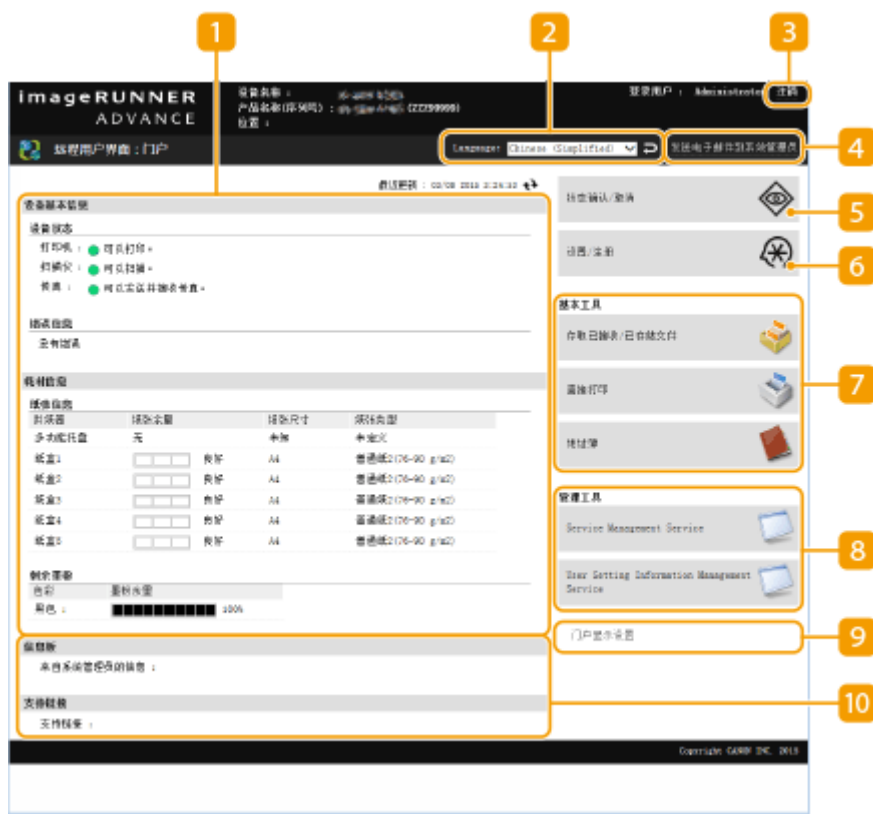 1
2
3
imageRUNNER
ADVANCE
设备名称：
产品名称(序列号)： (ZZZ99999)
位置：
登录用户： Administrator 注销
远程用户界面：门户
Language: Chinese (Simplified)
发送电子邮件到系统管理员
4
最近更新：
设备基本信息
设备状态
打印机： 可以打印。
扫描仪： 可以扫描。
传真： 可以发送并接收传真。
错误信息
没有错误
耗材信息
纸张信息
供纸器 纸张余量 纸张尺寸 纸张类型
多功能托盘 无 未知 未定义
纸盒1 良好 A4 普通纸2(76-90 g/m2)
纸盒2 良好 A4 普通纸2(76-90 g/m2)
纸盒3 良好 A4 普通纸2(76-90 g/m2)
纸盒4 良好 A4 普通纸2(76-90 g/m2)
纸盒5 良好 A4 普通纸2(76-90 g/m2)
剩余墨粉
色彩 墨粉水量
黑色： 100%
信息板
来自系统管理员的信息：
支持链接
支持链接：
状态确认/取消
5
设置/注册
6
基本工具
存取已接收/已存储文件
直接打印
7
地址簿
管理工具
Service Management Service
8
User Setting Information Management
Service
门户显示设置
9
10
Copyright CANON INC. 2015